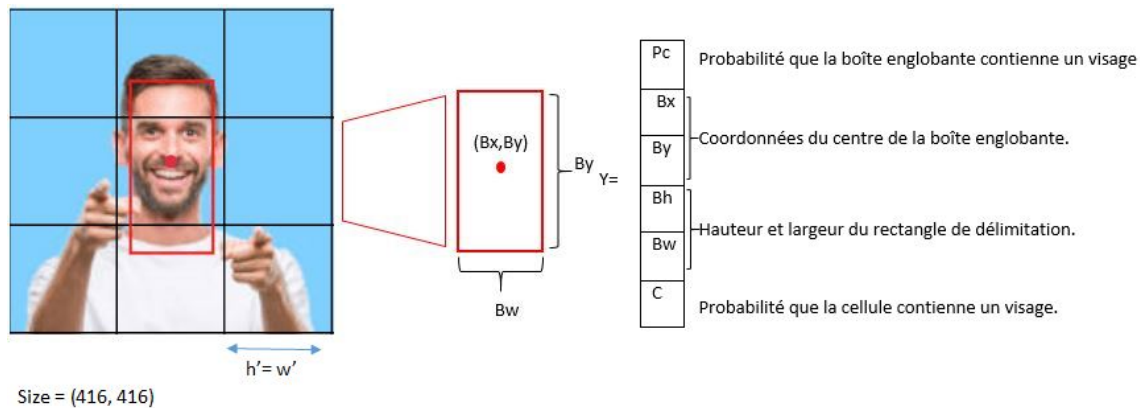 Pc Probabilité que la boîte englobante contienne un visage
Bx
Coordonnées du centre de la boîte englobante.
By
(Bx,By)
By
Y=
Bh
Hauteur et largeur du rectangle de délimitation.
Bw
C Probabilité que la cellule contienne un visage.
Bw
h'= w'
Size = (416, 416)